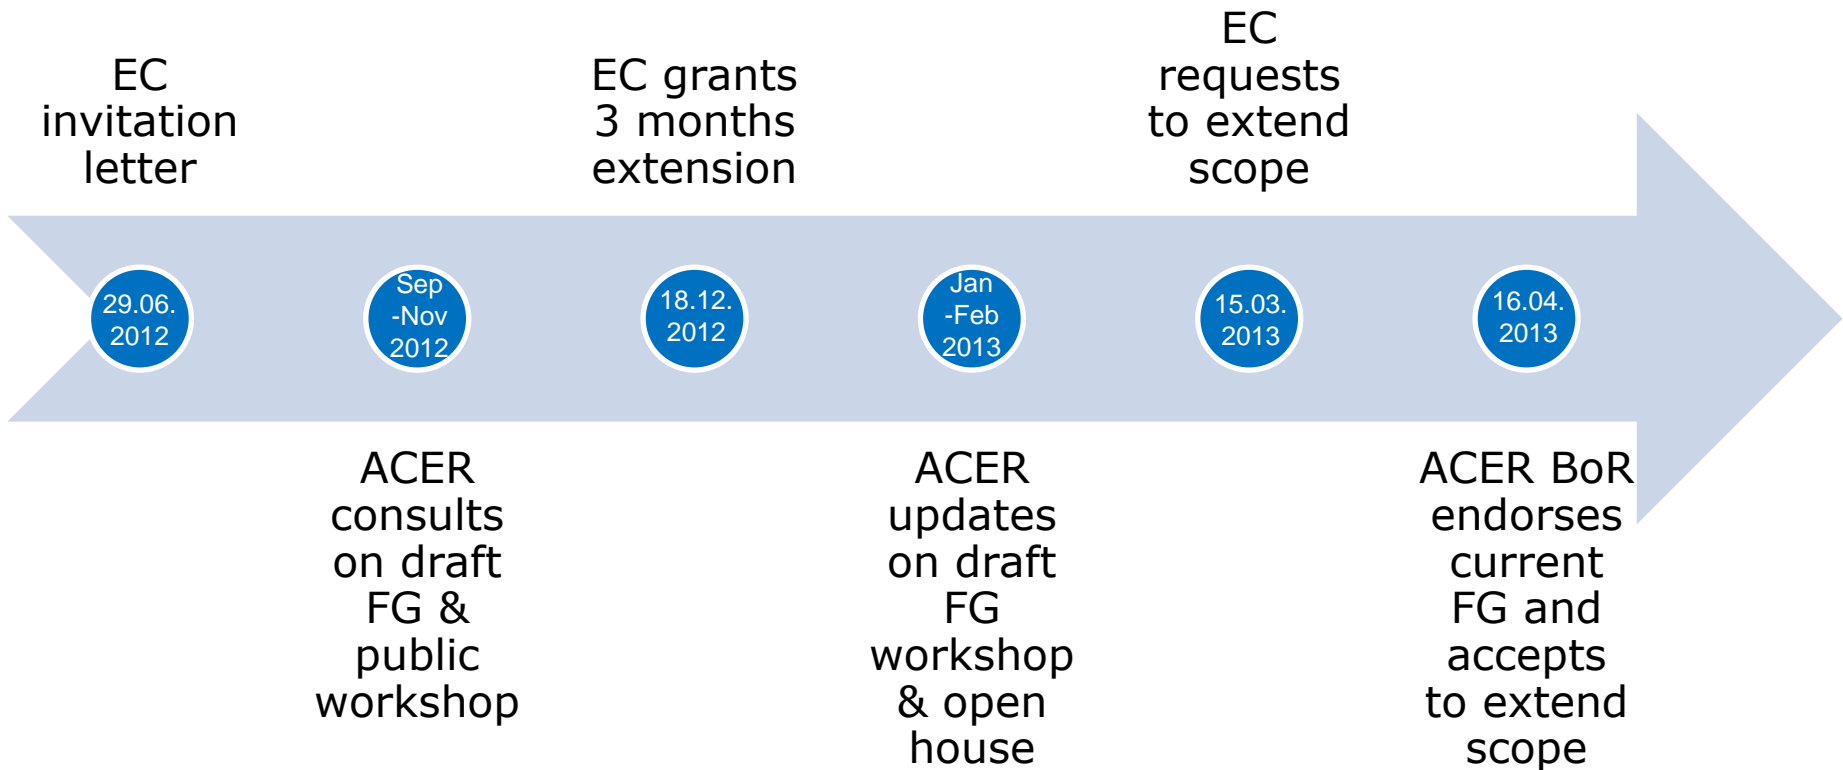 EC
invitation
letter
EC grants
3 months
extension
EC
requests
to extend
scope
29.06.
2012
Sep
-Nov
2012
18.12.
2012
Jan
-Feb
2013
15.03.
2013
16.04.
2013
ACER
consults
on draft
FG &
public
workshop
ACER
updates
on draft
FG
workshop
& open
house
ACER BoR
endorses
current
FG and
accepts
to extend
scope